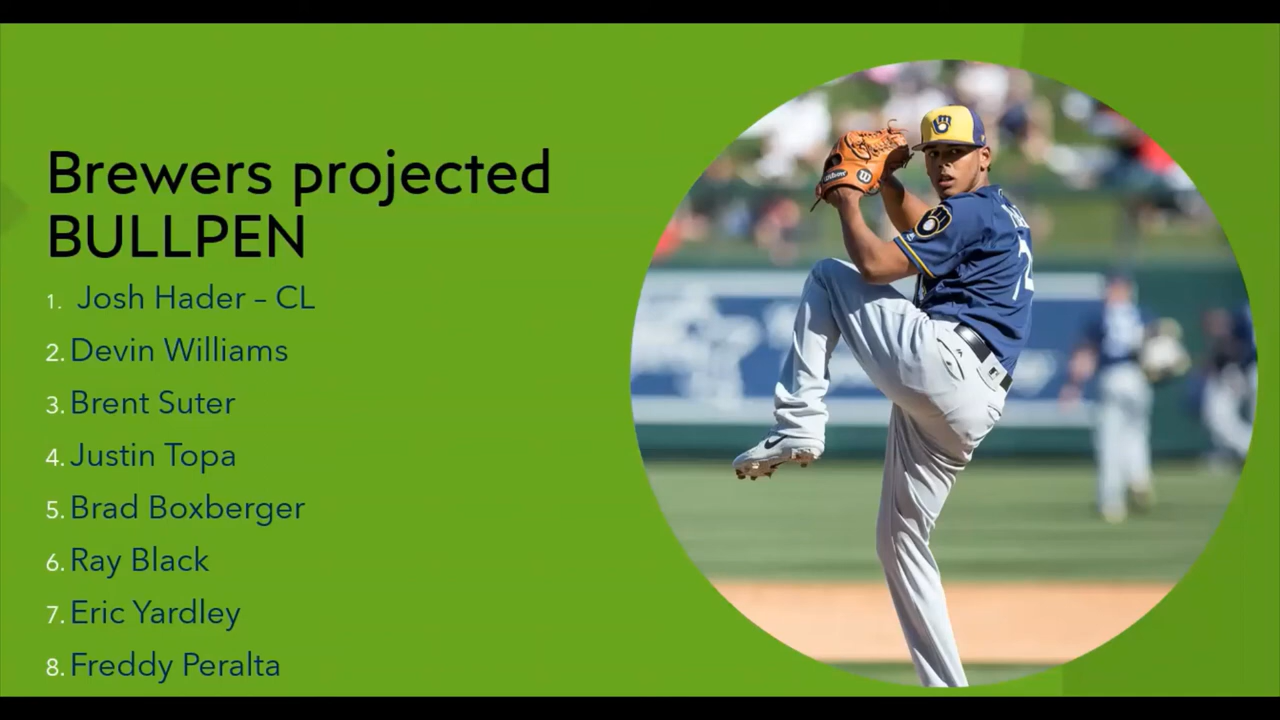 Brewers projected
BULLPEN
1. Josh Hader – CL
2. Devin Williams
3. Brent Suter
4. Justin Topa
5. Brad Boxberger
6. Ray Black
7. Eric Yardley
8. Freddy Peralta
Wilson
W